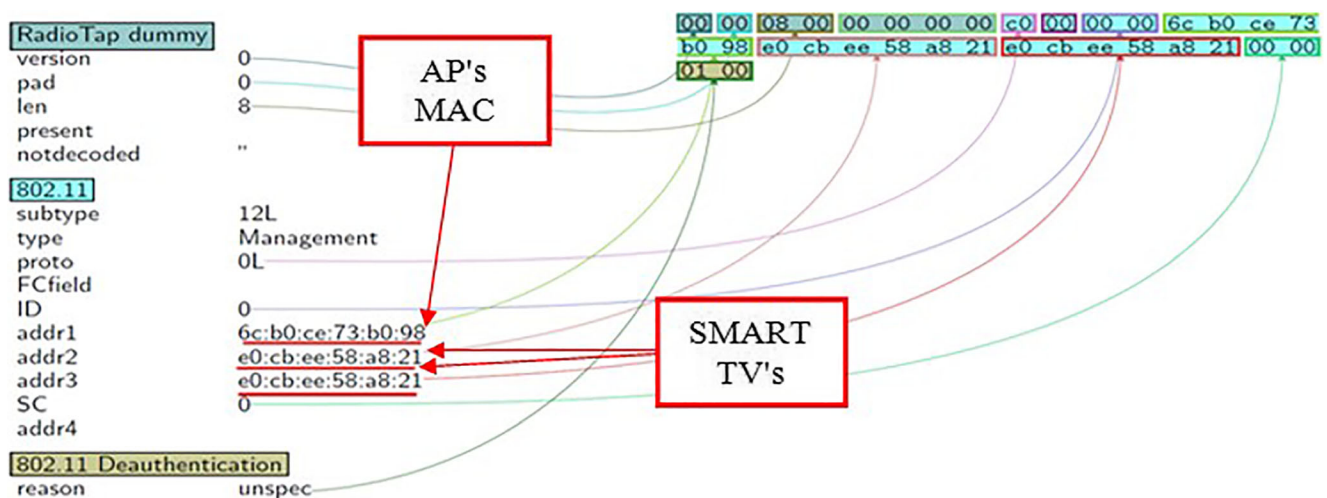 RadioTap dummy
version 0
pad 0
len 8
present
notdecoded ''
802.11
subtype 12L
type Management
proto 0L
FCfield
ID 0
addr1 6c:b0:ce:73:b0:98
addr2 e0:cb:ee:58:a8:21
addr3 e0:cb:ee:58:a8:21
SC 0
addr4
802.11 Deauthentication
reason unspec
AP's
MAC
SMART
TV's
00 00 08 00 00 00 00 00 c0 00 00 00 6c b0 ce 73
b0 98 e0 cb ee 58 a8 21 e0 cb ee 58 a8 21 00 00
01 00